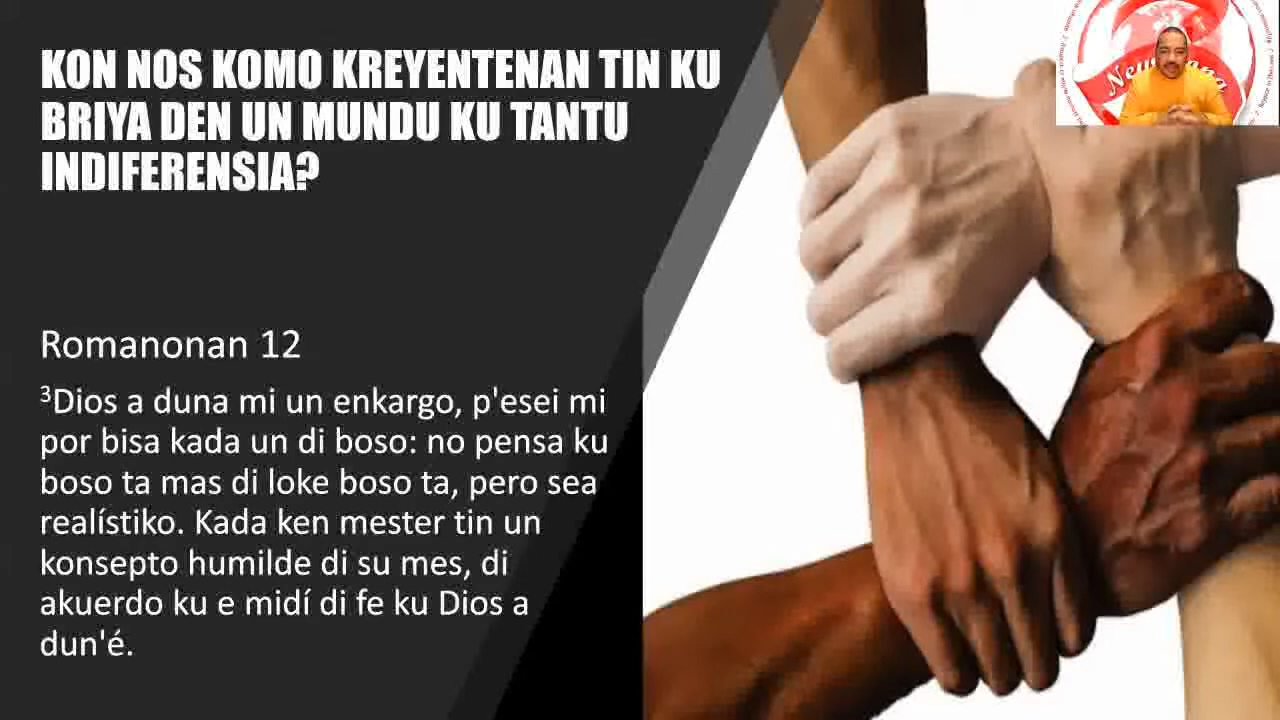 KON NOS KOMO KREYENTENAN TIN KU
BRIYA DEN UN MUNDU KU TANTU
INDIFERENSIA?
Romanonan 12
³Dios a duna mi un enkargo, p'esei mi
por bisa kada un di boso: no pensa ku
boso ta mas di loke boso ta, pero sea
realístiko. Kada ken mester tin un
konsepto humilde di su mes, di
akuerdo ku e midí di fe ku Dios a
dun'é.